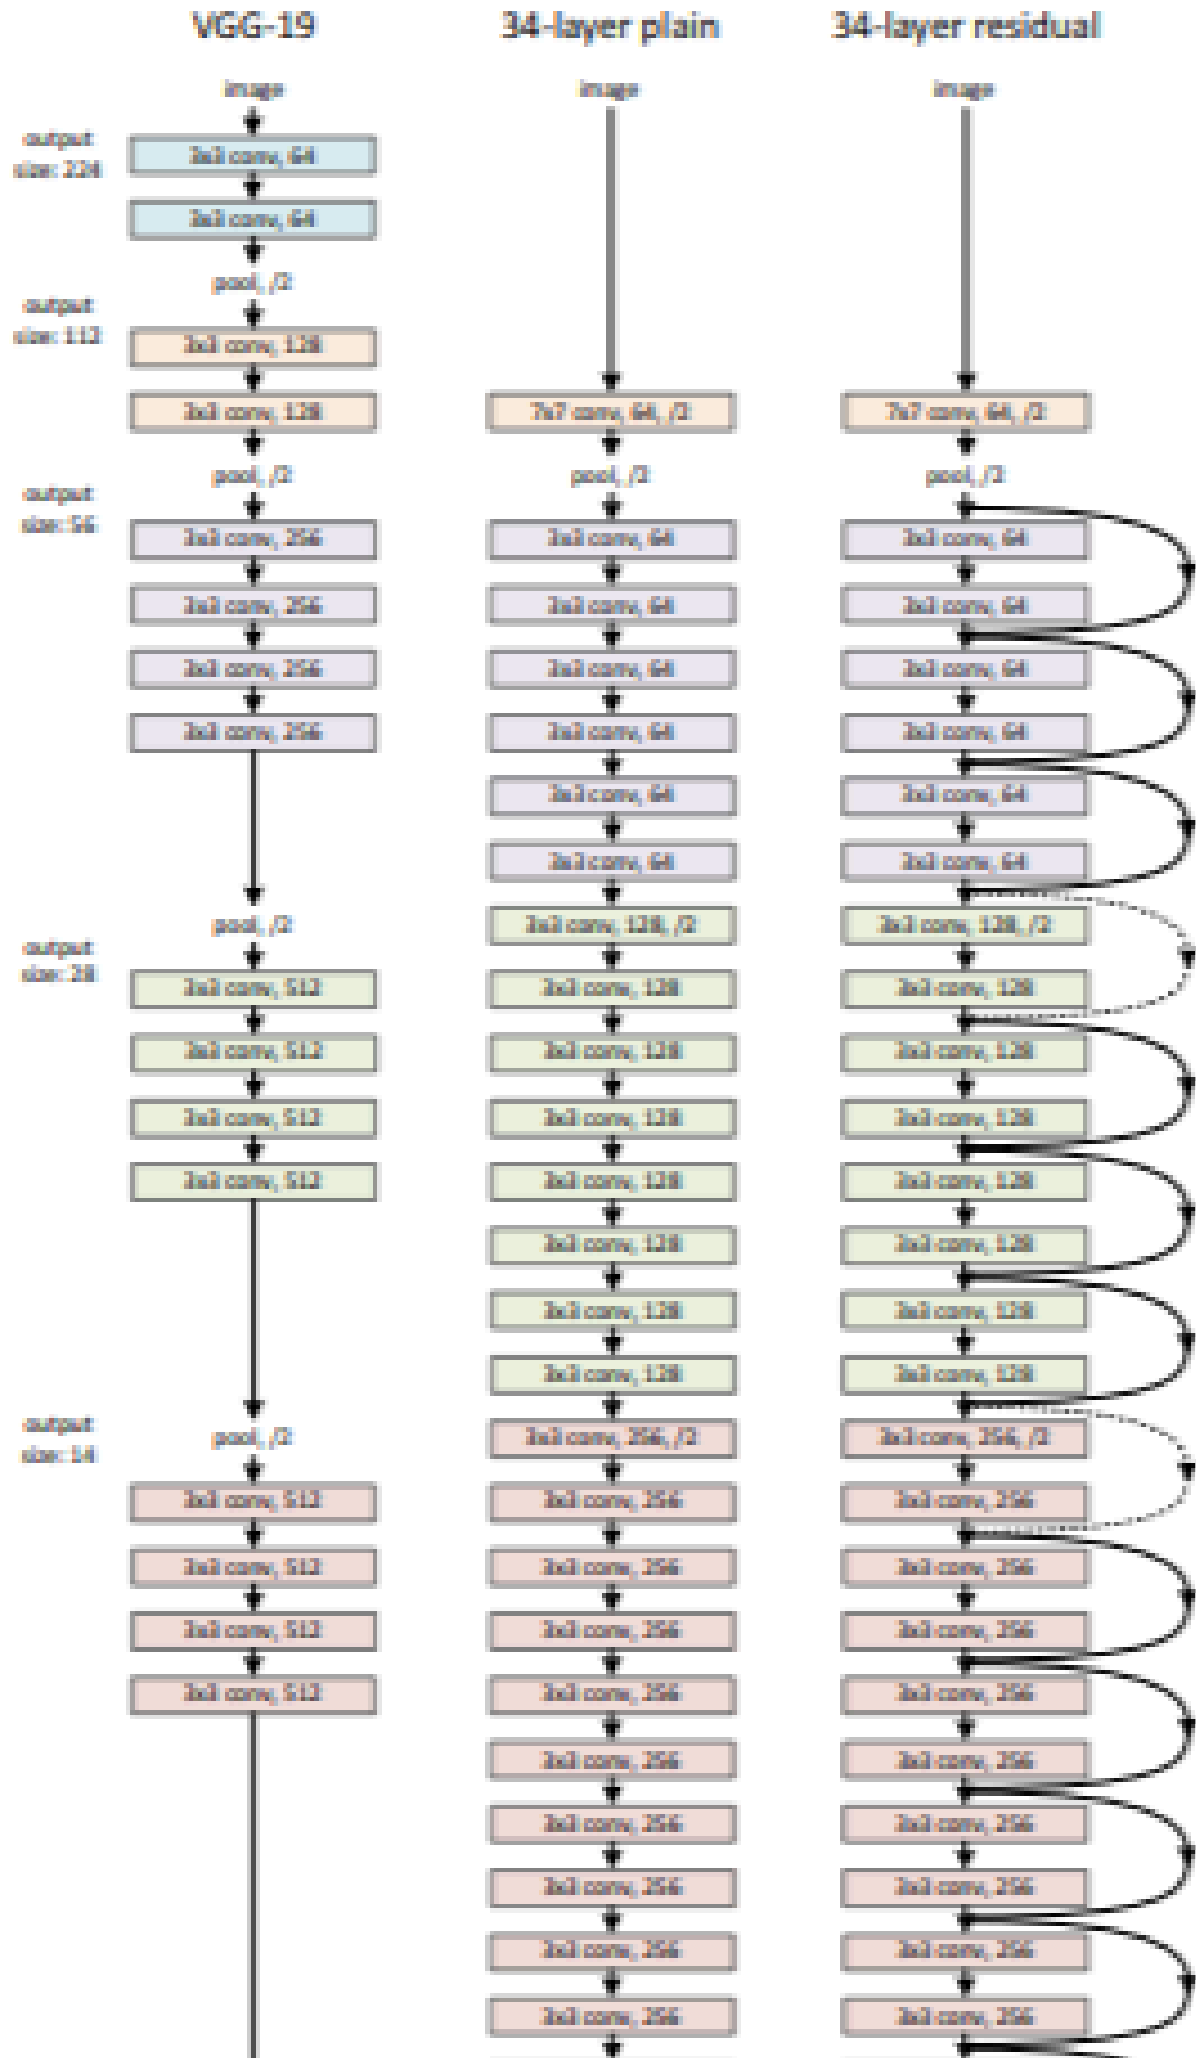 VGG-19
34-layer plain
34-layer residual
image
image
image
output
size: 224
3x3 conv, 64
3x3 conv, 64
pool, /2
output
size: 112
3x3 conv, 128
3x3 conv, 128
7x7 conv, 64, /2
7x7 conv, 64, /2
pool, /2
pool, /2
pool, /2
output
size: 56
3x3 conv, 256
3x3 conv, 64
3x3 conv, 64
3x3 conv, 256
3x3 conv, 64
3x3 conv, 64
3x3 conv, 256
3x3 conv, 64
3x3 conv, 64
3x3 conv, 256
3x3 conv, 64
3x3 conv, 64
3x3 conv, 64
3x3 conv, 64
3x3 conv, 64
3x3 conv, 64
pool, /2
3x3 conv, 128, /2
3x3 conv, 128, /2
output
size: 28
3x3 conv, 512
3x3 conv, 128
3x3 conv, 128
3x3 conv, 512
3x3 conv, 128
3x3 conv, 128
3x3 conv, 512
3x3 conv, 128
3x3 conv, 128
3x3 conv, 512
3x3 conv, 128
3x3 conv, 128
3x3 conv, 128
3x3 conv, 128
3x3 conv, 128
3x3 conv, 128
3x3 conv, 128
3x3 conv, 128
output
size: 14
pool, /2
3x3 conv, 256, /2
3x3 conv, 256, /2
3x3 conv, 512
3x3 conv, 256
3x3 conv, 256
3x3 conv, 512
3x3 conv, 256
3x3 conv, 256
3x3 conv, 512
3x3 conv, 256
3x3 conv, 256
3x3 conv, 512
3x3 conv, 256
3x3 conv, 256
3x3 conv, 256
3x3 conv, 256
3x3 conv, 256
3x3 conv, 256
3x3 conv, 256
3x3 conv, 256
3x3 conv, 256
3x3 conv, 256
3x3 conv, 256
3x3 conv, 256